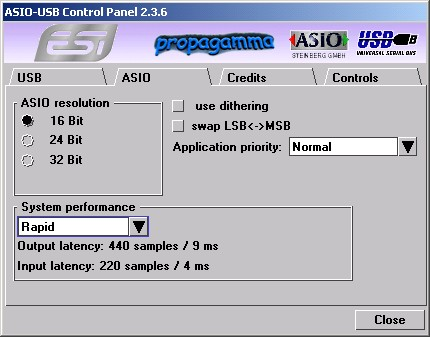 ASIO-USB Control Panel 2.3.6
ESI propagamma ASIO STEINBERG GMBH USB UNIVERSAL SERIAL BUS
USB ASIO Credits Controls
ASIO resolution
16 Bit
24 Bit
32 Bit
use dithering
swap LSB<->MSB
Application priority: Normal
System performance
Rapid
Output latency: 440 samples / 9 ms
Input latency: 220 samples / 4 ms
Close